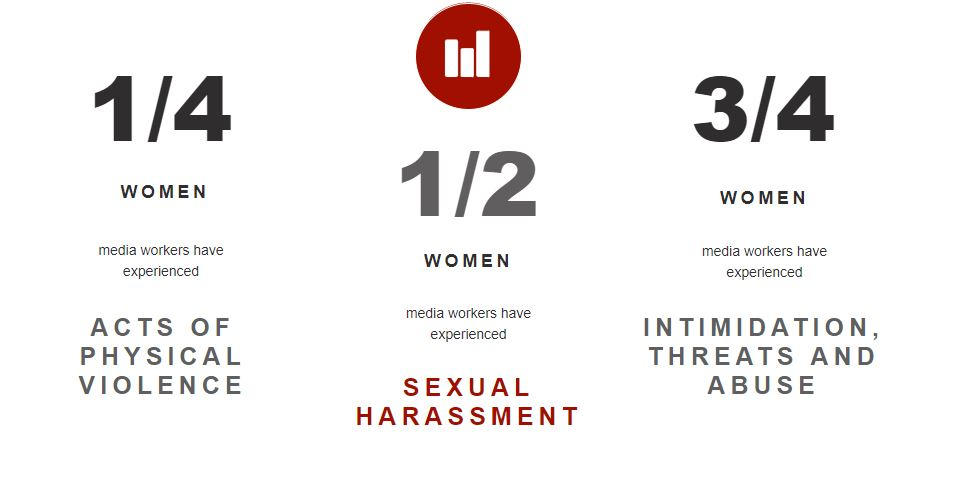 1/4
WOMEN
media workers have
experienced
ACTS OF
PHYSICAL
VIOLENCE
1/2
WOMEN
media workers have
experienced
SEXUAL
HARASSMENT
3/4
WOMEN
media workers have
experienced
INTIMIDATION,
THREATS AND
ABUSE